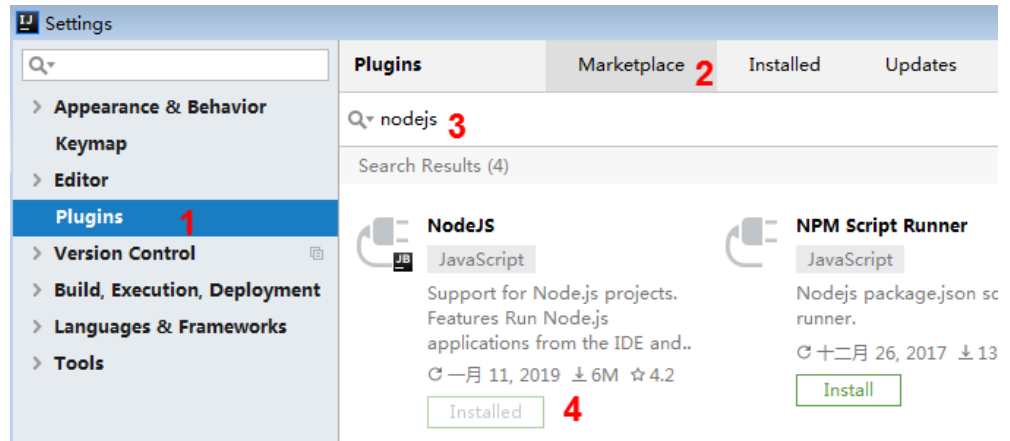 IJ Settings
Appearance & Behavior
Keymap
Editor
Plugins 1
Version Control
Build, Execution, Deployment
Languages & Frameworks
Tools
Plugins Marketplace 2 Installed Updates
nodejs 3
Search Results (4)
NodeJS
JB
JavaScript
Support for Node.js projects.
Features Run Node.js
applications from the IDE and..
一月 11, 2019 6M 4.2
Installed 4
NPM Script Runner
JavaScript
Nodejs package.json
runner.
十二月 26, 2017 13
Install